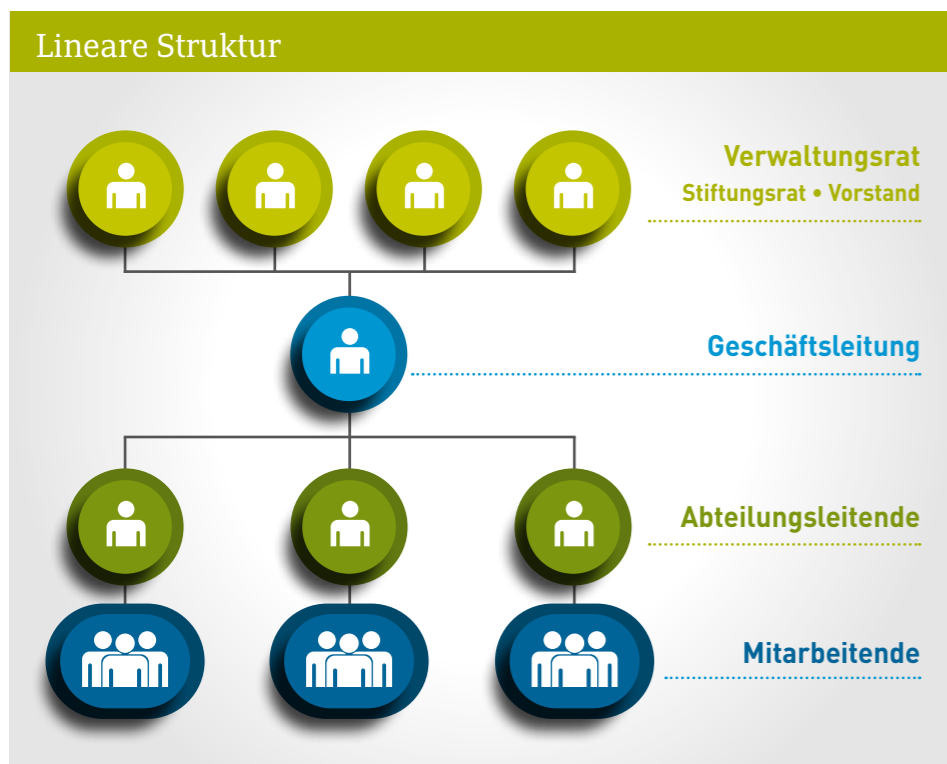 Lineare Struktur
Verwaltungsrat
Stiftungsrat • Vorstand
Geschäftsleitung
Abteilungsleitende
Mitarbeitende